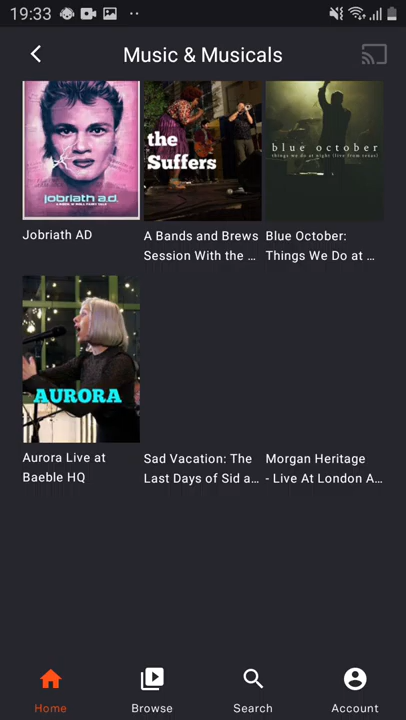 19:33
Music & Musicals
jobriath a.d.
the
Suffers
blue october
things we do at night (live from texas)
Jobriath AD
A Bands and Brews
Session With the ...
Blue October:
Things We Do at ...
AURORA
Aurora Live at
Baeble HQ
Sad Vacation: The
Last Days of Sid a...
Morgan Heritage
- Live At London A...
Home
Browse
Search
Account